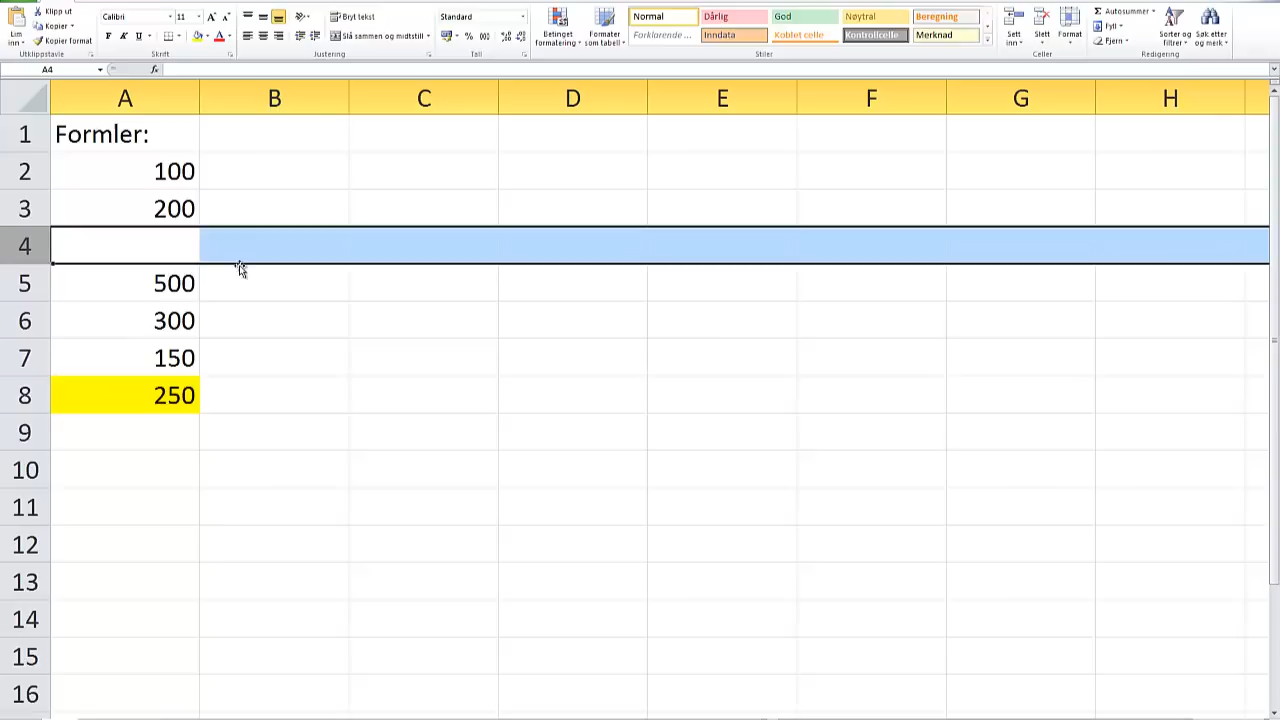 Klipp ut
Kopier
Kopier format
Lim
inn
Utklippstavle
Calibri 11
F K U
Skrift
Bryt tekst
Slå sammen og midtstill
Justering
Standard
%
Tall
Betinget
formatering
Formater
som tabell
Normal Dårlig God Nøytral Beregning
Forklarende ... Inndata Koblet celle Kontrollcelle Merknad
Stiler
Sett
inn
Slett
Format
Celler
Σ Autosummer
Fyll
Fjern
Sorter og
filtrer
Søk etter
og merk
Redigering
A4 fx
A B C D E F G H
1 Formler:
2 100
3 200
4
5 500
6 300
7 150
8 250
9
10
11
12
13
14
15
16